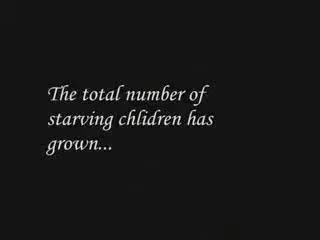 The total number of
starving chlidren has
grown...